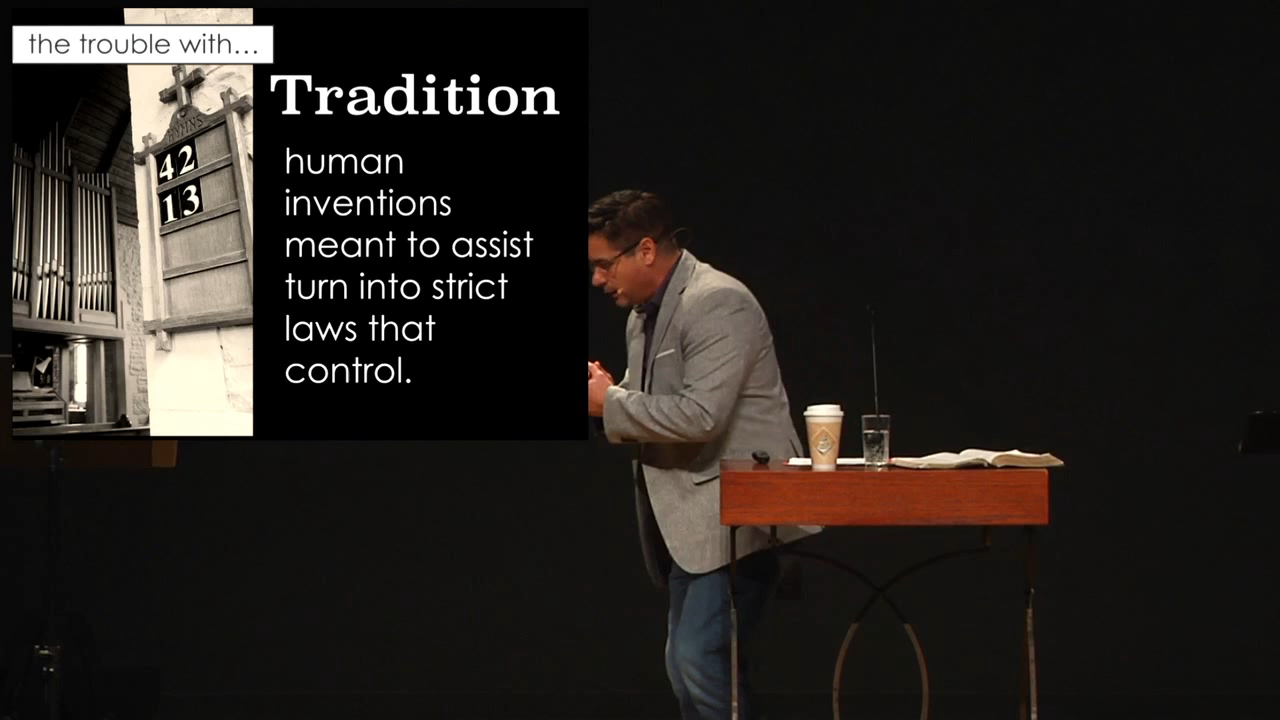 the trouble with...
Tradition
HYMNS
42
13
human
inventions
meant to assist
turn into strict
laws that
control.